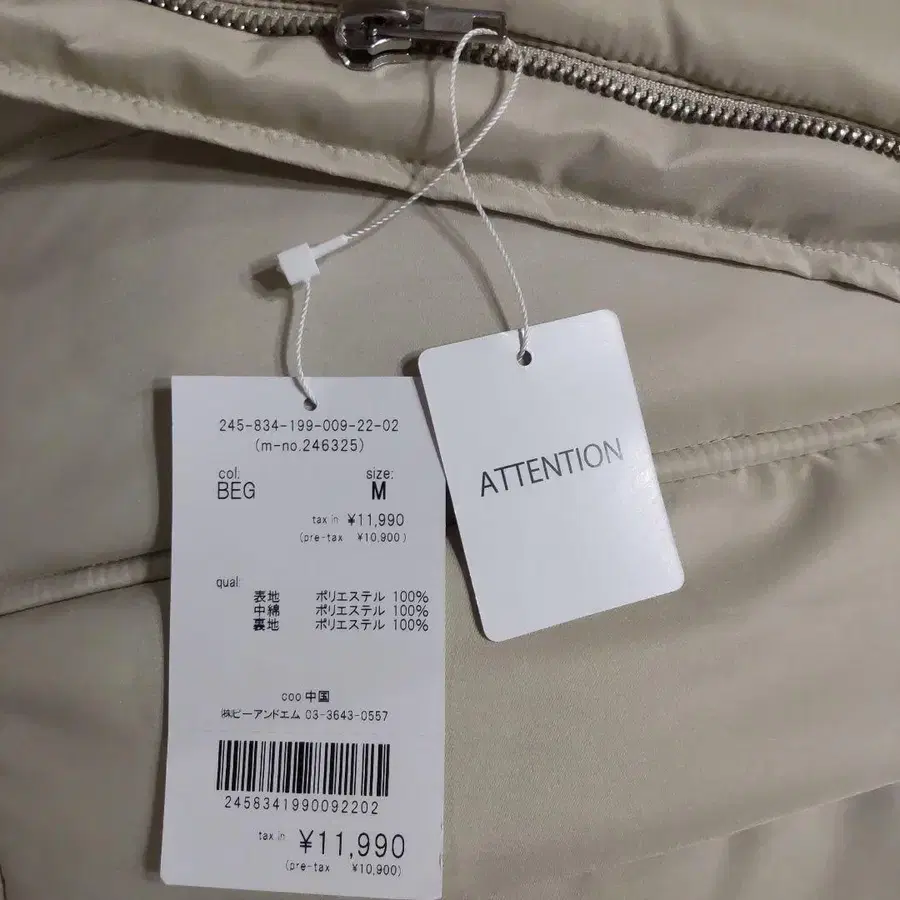 245-834-199-009-22-02
(m-no.246325)
col: size:
BEG M
tax in ¥11,990
(pre-tax ¥10,900)
qual:
表地 ポリエステル 100%
中綿 ポリエステル 100%
裏地 ポリエステル 100%
coo 中国
㈱ビーアンドエム 03-3643-0557
2458341990092202
tax in ¥11,990
(pre-tax ¥10,900)
ATTENTION